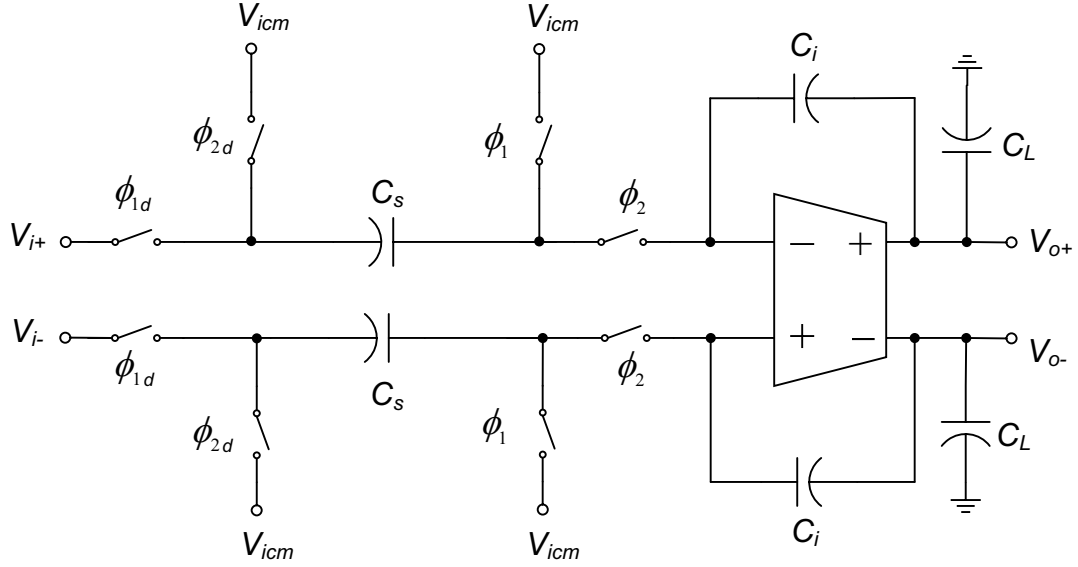 V_icm V_icm
C_i
ϕ_2d ϕ_1 C_L
ϕ_1d C_s ϕ_2
V_i+ − + V_o+
V_i- + − V_o-
ϕ_1d C_s ϕ_2
ϕ_2d ϕ_1 C_L
C_i
V_icm V_icm